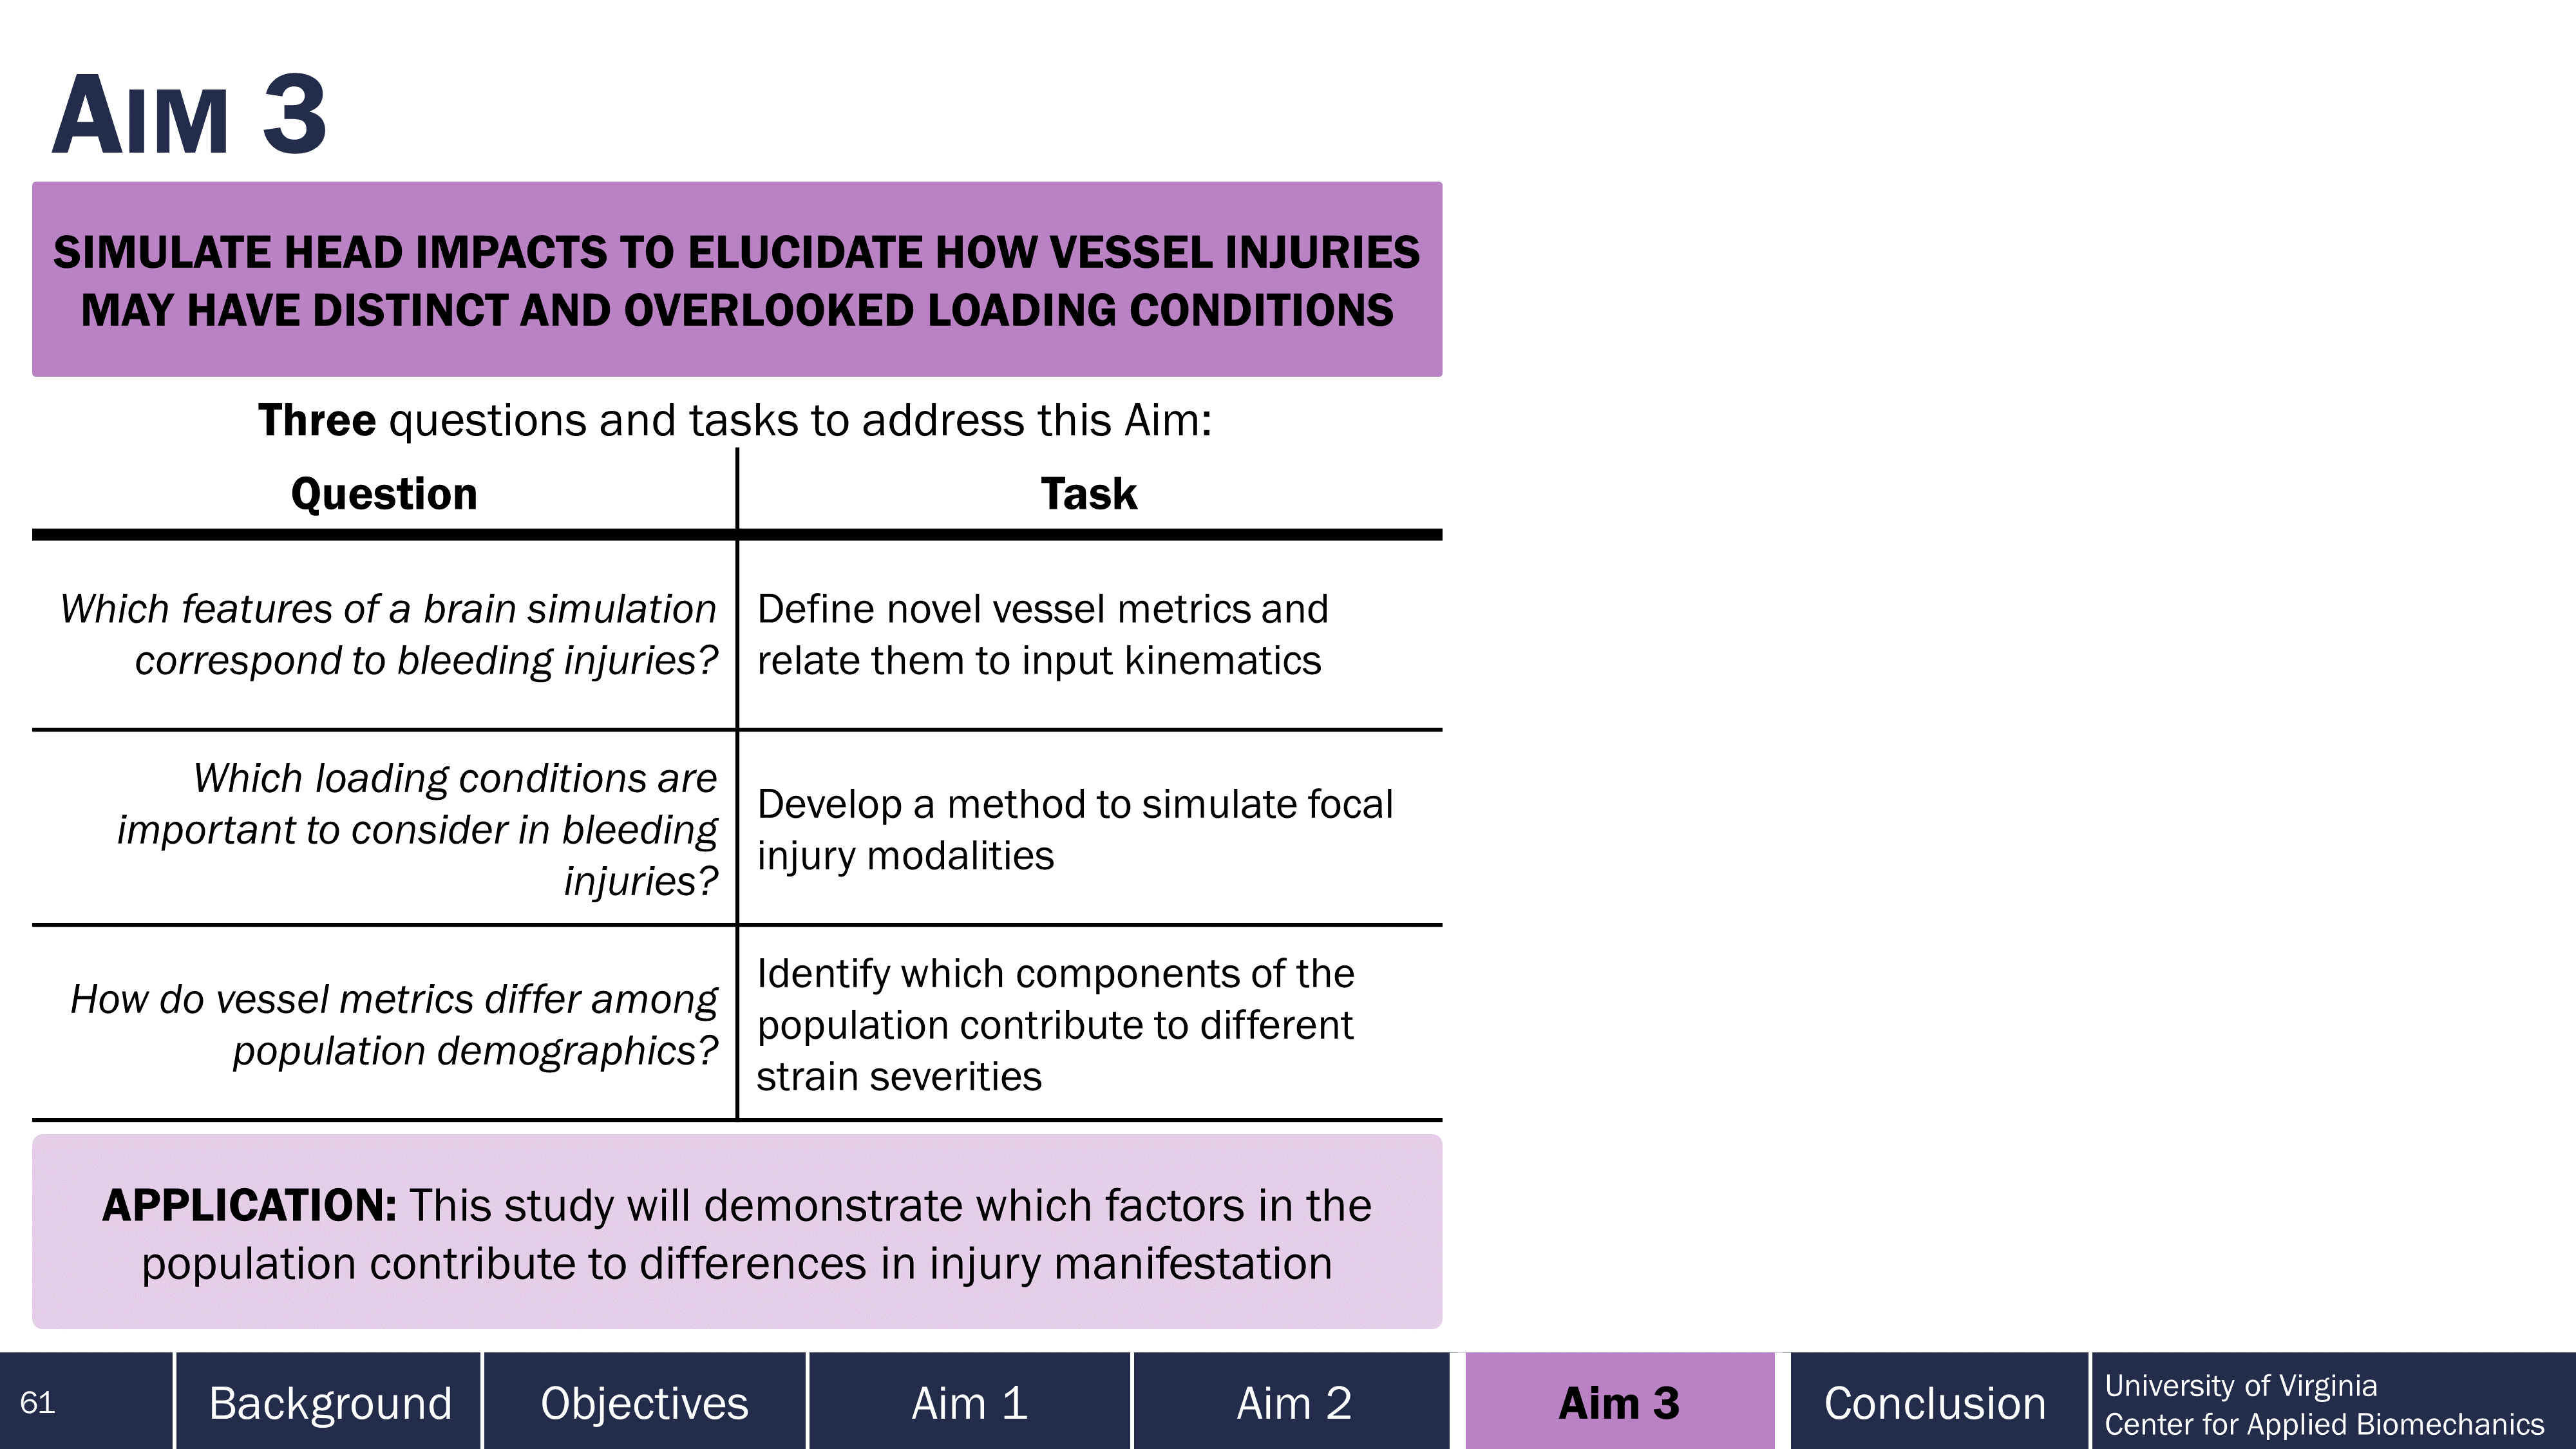 AIM 3
SIMULATE HEAD IMPACTS TO ELUCIDATE HOW VESSEL INJURIES
MAY HAVE DISTINCT AND OVERLOOKED LOADING CONDITIONS
Three questions and tasks to address this Aim:
Question
Task
Which features of a brain simulation
correspond to bleeding injuries?
Define novel vessel metrics and
relate them to input kinematics
Which loading conditions are
important to consider in bleeding
injuries?
Develop a method to simulate focal
injury modalities
How do vessel metrics differ among
population demographics?
Identify which components of the
population contribute to different
strain severities
APPLICATION: This study will demonstrate which factors in the
population contribute to differences in injury manifestation
61
Background
Objectives
Aim 1
Aim 2
Aim 3
Conclusion
University of Virginia
Center for Applied Biomechanics